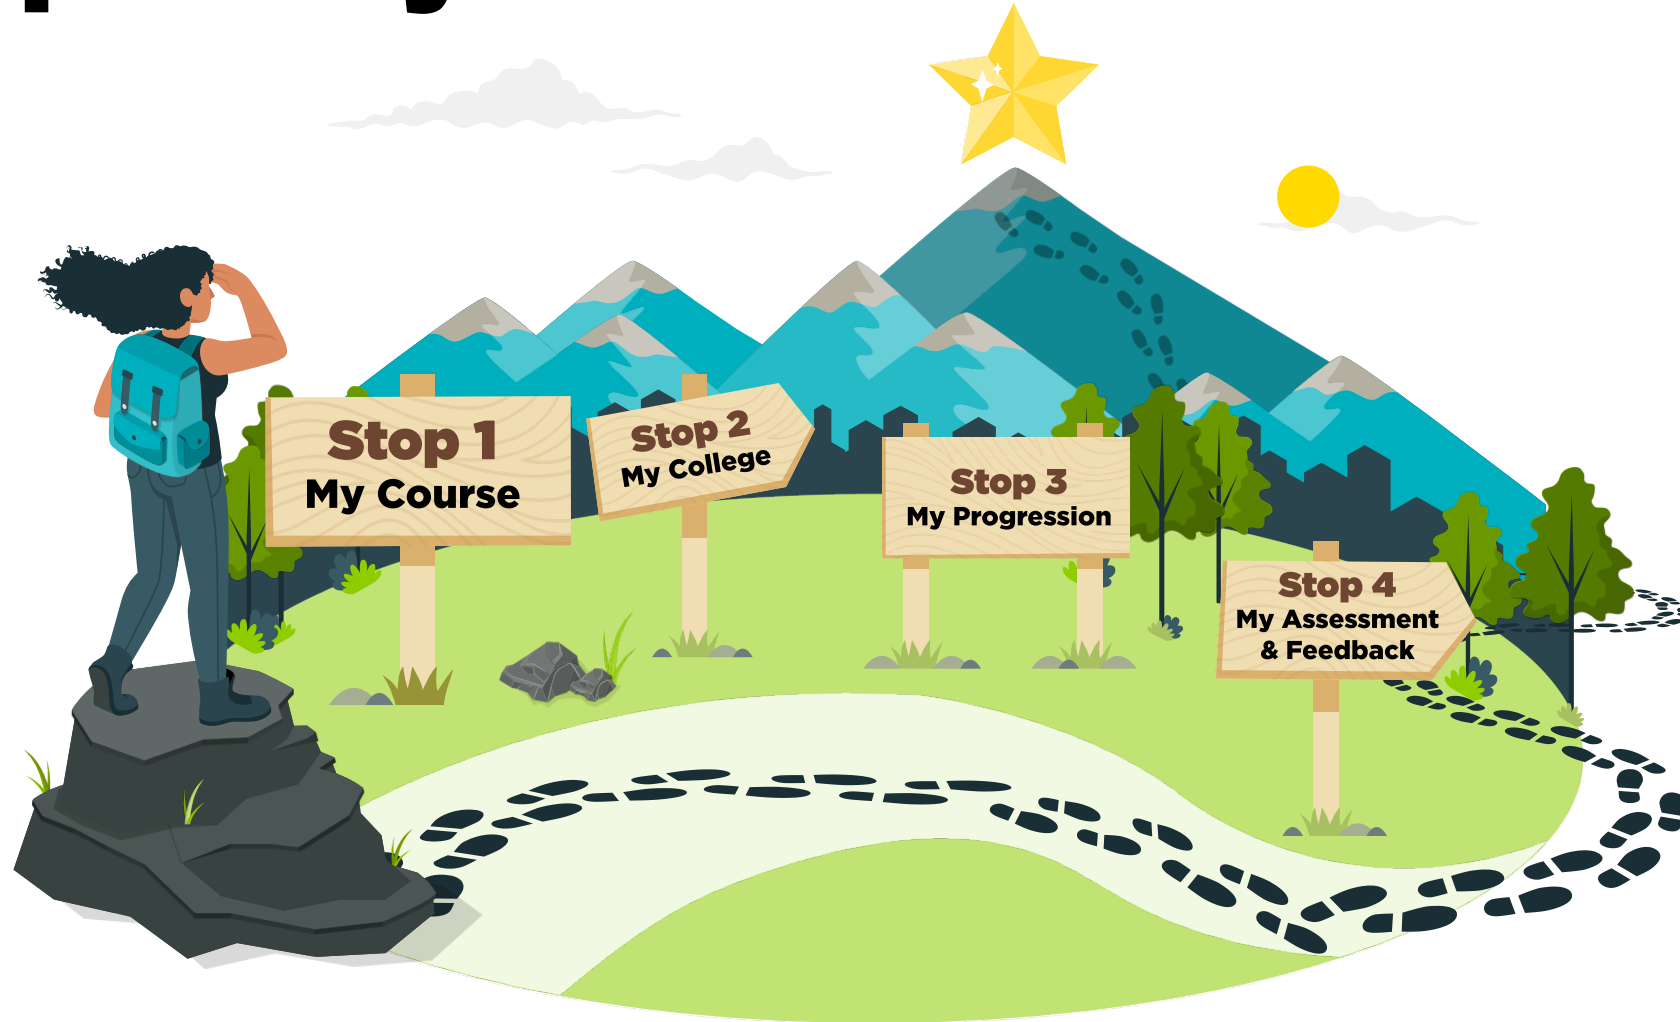 Stop 1
My Course
Stop 2
My College
Stop 3
My Progression
Stop 4
My Assessment
& Feedback